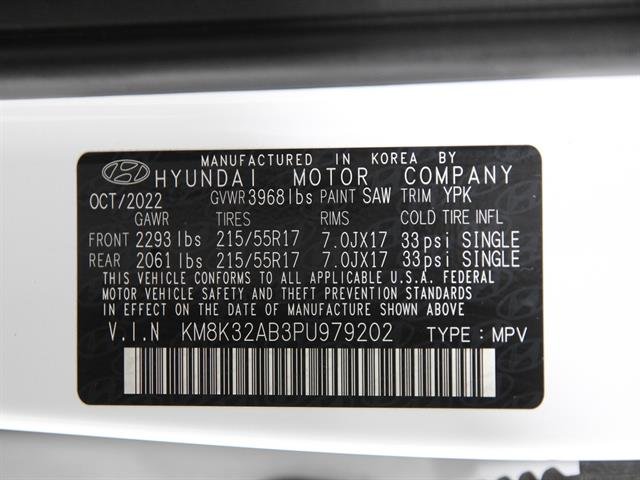 MANUFACTURED IN KOREA BY
HYUNDAI MOTOR COMPANY
OCT/2022 GVWR 3968 lbs PAINT SAW TRIM YPK
GAWR TIRES RIMS COLD TIRE INFL
FRONT 2293 lbs 215/55R17 7.0JX17 33psi SINGLE
REAR 2061 lbs 215/55R17 7.0JX17 33psi SINGLE
THIS VEHICLE CONFORMS TO ALL APPLICABLE U.S.A. FEDERAL
MOTOR VEHICLE SAFETY AND THEFT PREVENTION STANDARDS
IN EFFECT ON THE DATE OF MANUFACTURE SHOWN ABOVE.
V.I.N KM8K32AB3PU979202 TYPE : MPV